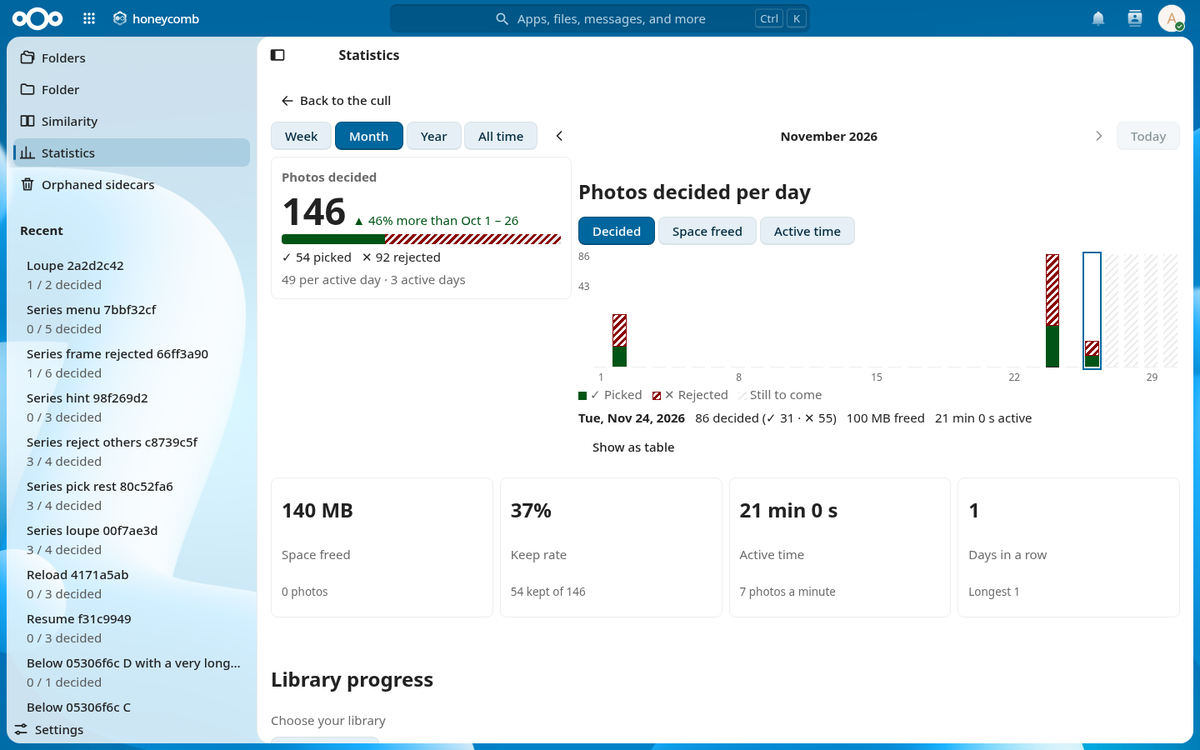 honeycomb
Apps, files, messages, and more
Ctrl K
A
Folders
Folder
Similarity
Statistics
Orphaned sidecars
Recent
Loupe 2a2d2c42
1 / 2 decided
Series menu 7bbf32cf
0 / 5 decided
Series frame rejected 66ff3a90
1 / 6 decided
Series hint 98f269d2
0 / 3 decided
Series reject others c8739c5f
3 / 4 decided
Series pick rest 80c52fa6
3 / 4 decided
Series loupe 00f7ae3d
3 / 4 decided
Reload 4171a5ab
0 / 3 decided
Resume f31c9949
0 / 3 decided
Below 05306f6c D with a very long...
0 / 1 decided
Below 05306f6c C
Settings
Statistics
Back to the cull
Week Month Year All time
November 2026
Today
Photos decided
146 ▲ 46% more than Oct 1 – 26
✓ 54 picked ✕ 92 rejected
49 per active day · 3 active days
Photos decided per day
Decided Space freed Active time
86
43
1 8 15 22 29
✓ Picked ✕ Rejected Still to come
Tue, Nov 24, 2026 86 decided (✓ 31 · ✕ 55) 100 MB freed 21 min 0 s active
Show as table
140 MB
Space freed
0 photos
37%
Keep rate
54 kept of 146
21 min 0 s
Active time
7 photos a minute
1
Days in a row
Longest 1
Library progress
Choose your library